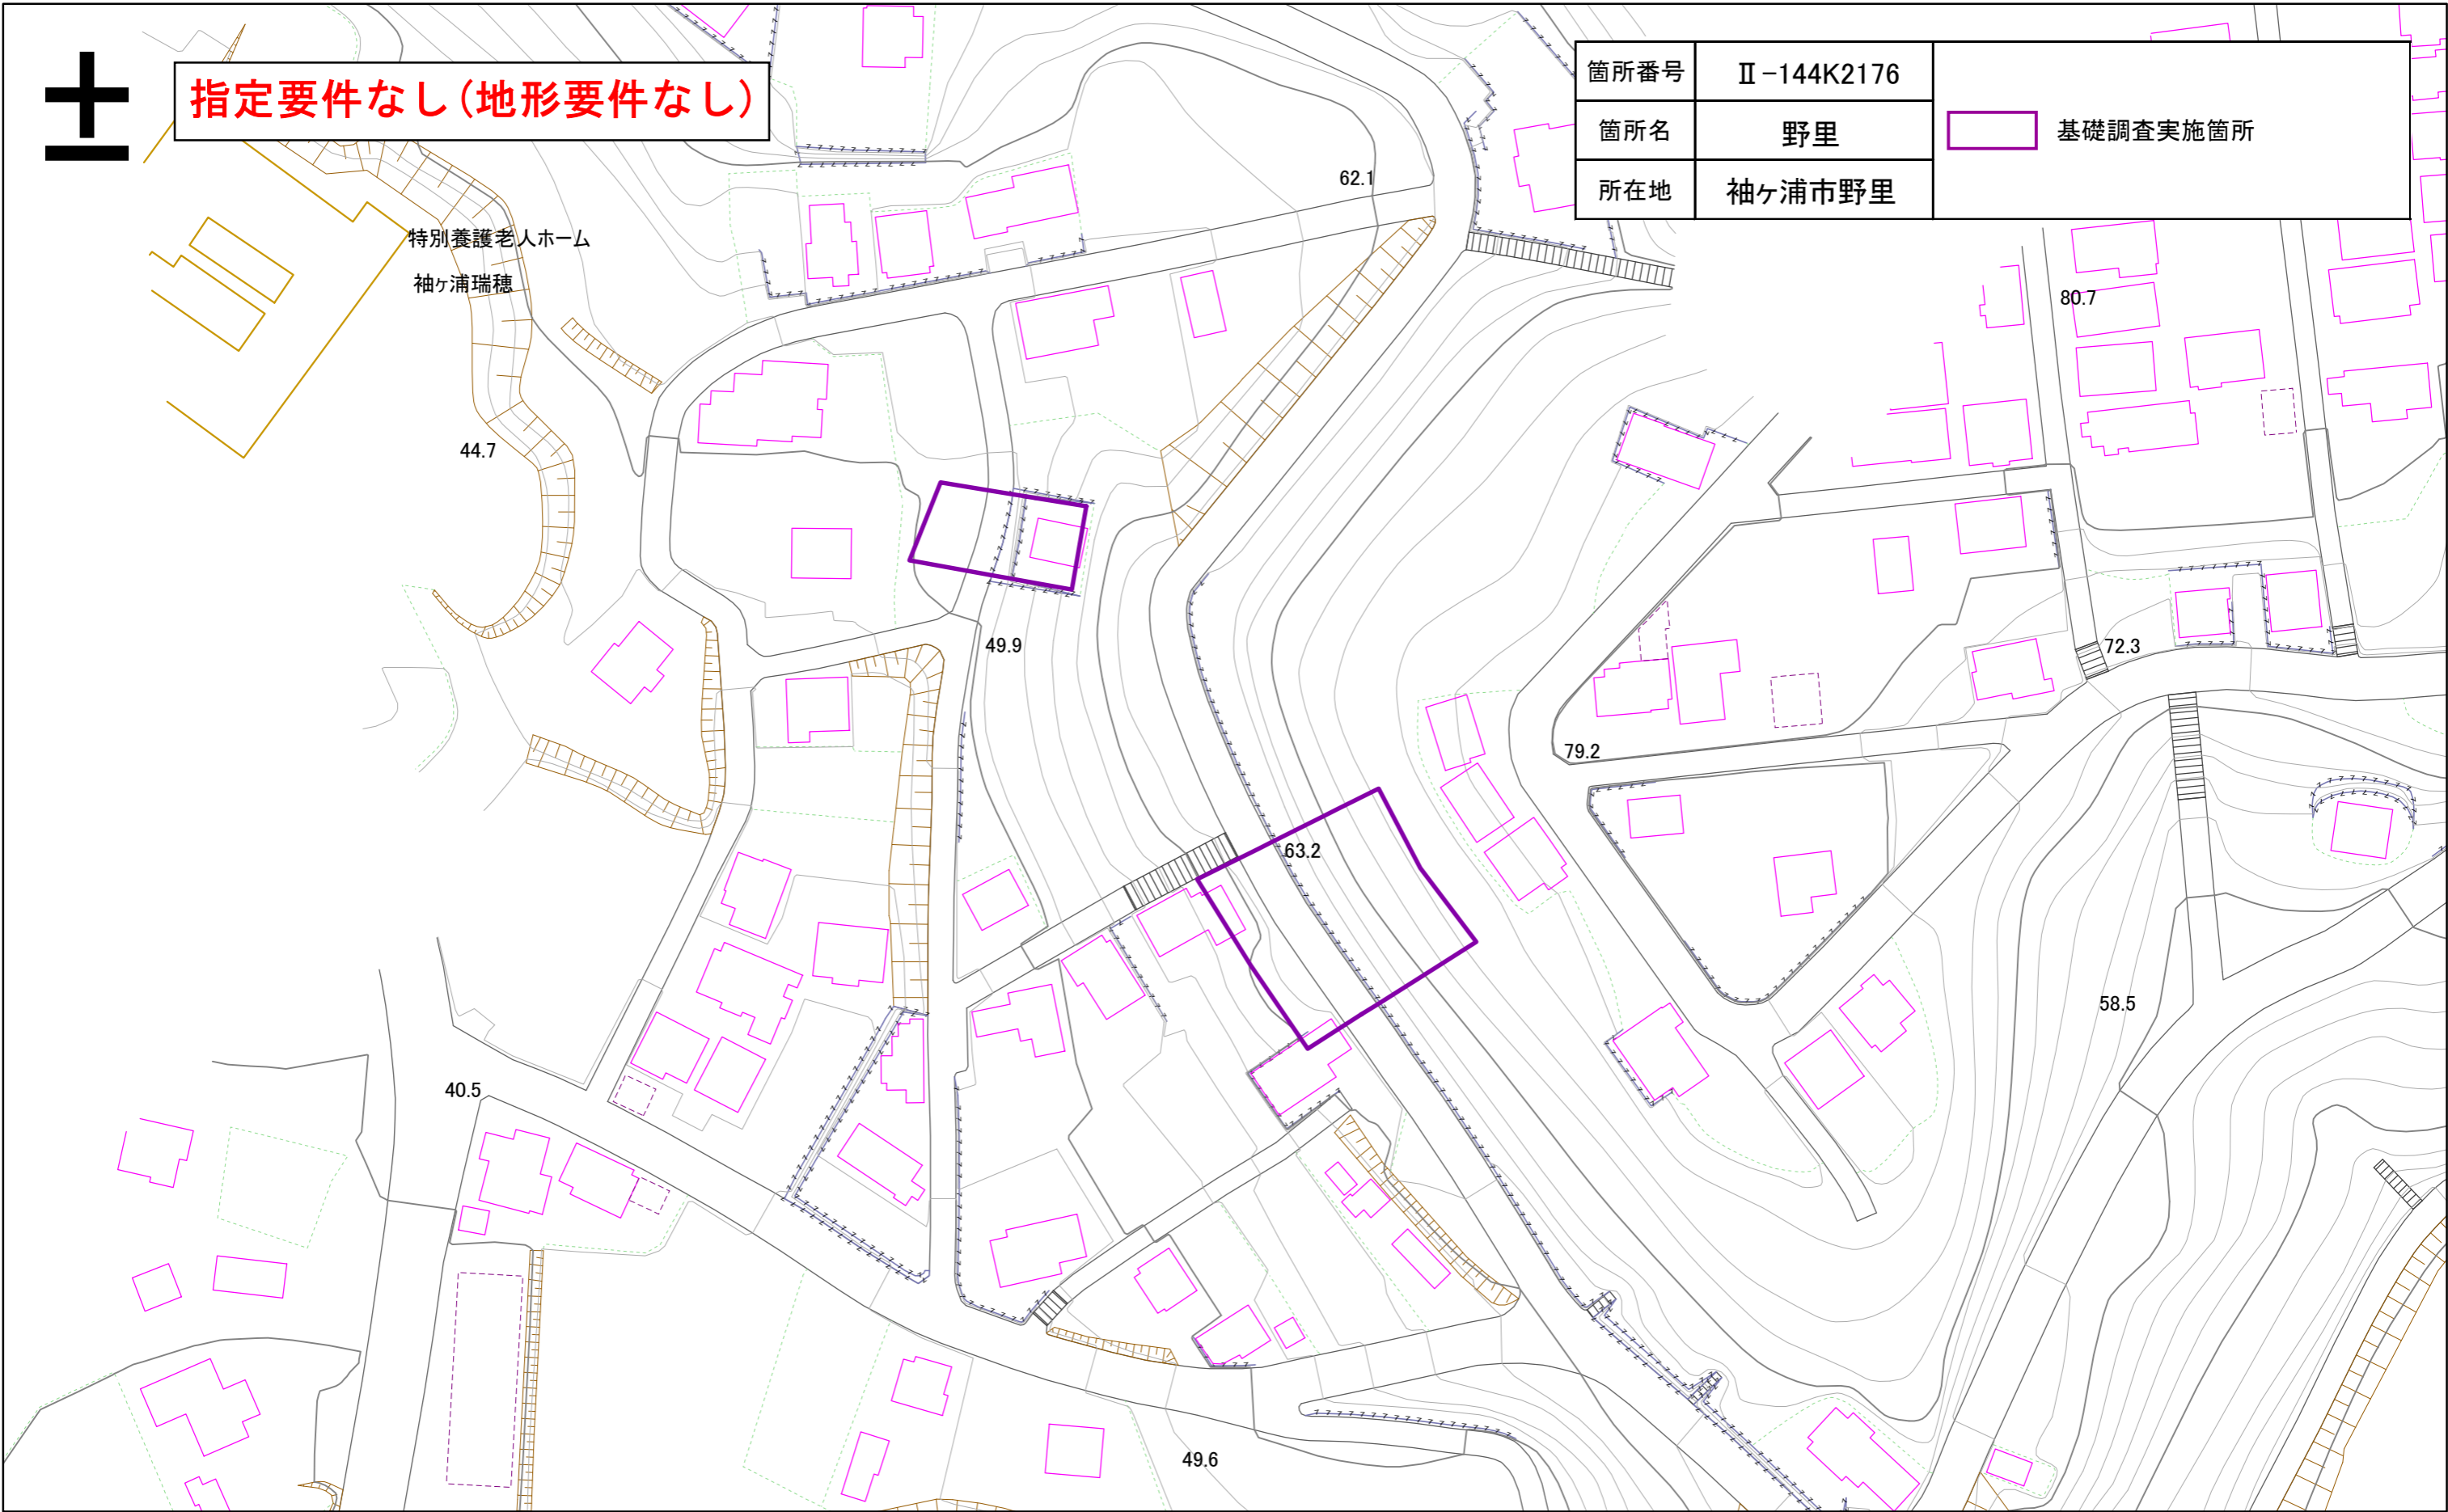 ±
指定要件なし(地形要件なし)
箇所番号 Ⅱ-144K2176
箇所名 野里
所在地 袖ヶ浦市野里
基礎調査実施箇所
62.1
特別養護老人ホーム
袖ヶ浦瑞穂
80.7
44.7
49.9
72.3
79.2
63.2
58.5
40.5
49.6